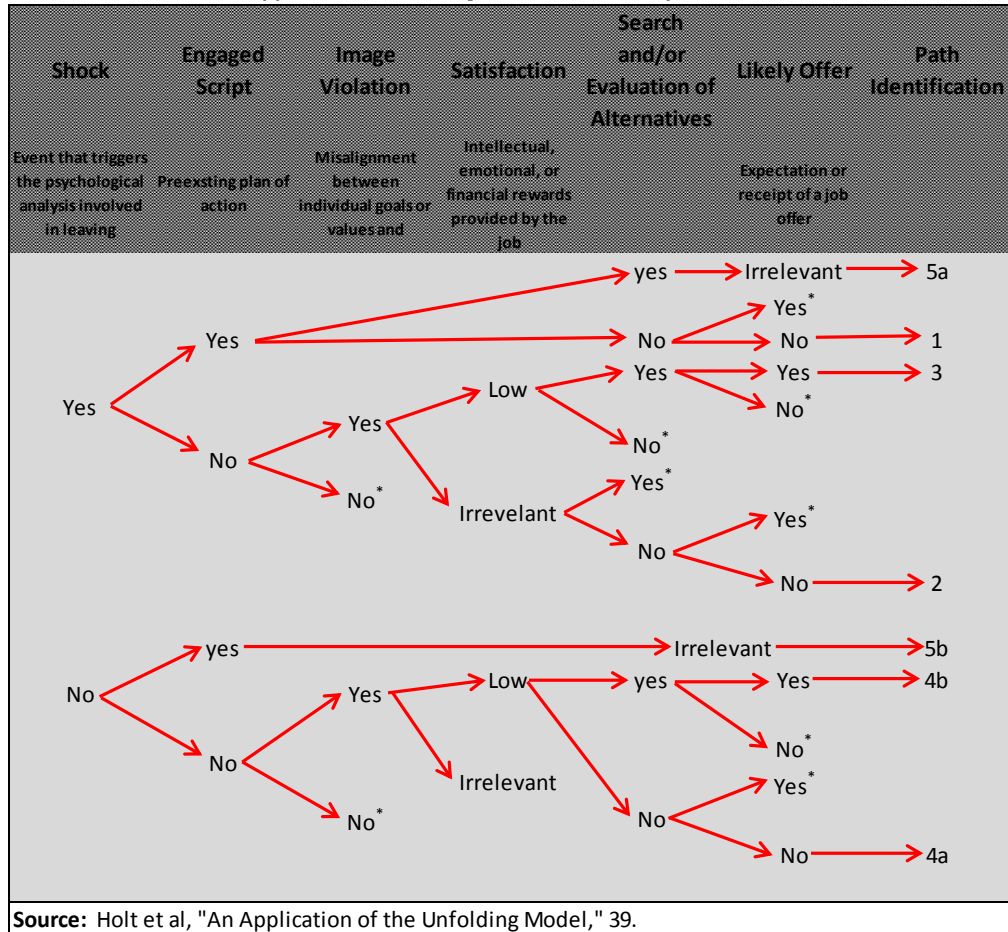 Shock
Engaged
Script
Image
Violation
Satisfaction
Search
and/or
Evaluation of
Alternatives
Likely Offer
Path
Identification
Event that triggers
the psychological
analysis involved
in leaving
Preexsting plan of
action
Misalignment
between
individual goals or
values and
Intellectual,
emotional, or
financial rewards
provided by the
job
Expectation or
receipt of a job
offer
yes Irrelevant 5a
Yes*
Yes No No 1
Yes Yes 3
Low
Yes No*
Yes
No No*
No* Yes*
Irrevelant Yes*
No
No 2
yes Irrelevant 5b
No Yes Low yes Yes 4b
No*
No Irrelevant Yes*
No* No
No 4a
Source: Holt et al, "An Application of the Unfolding Model," 39.